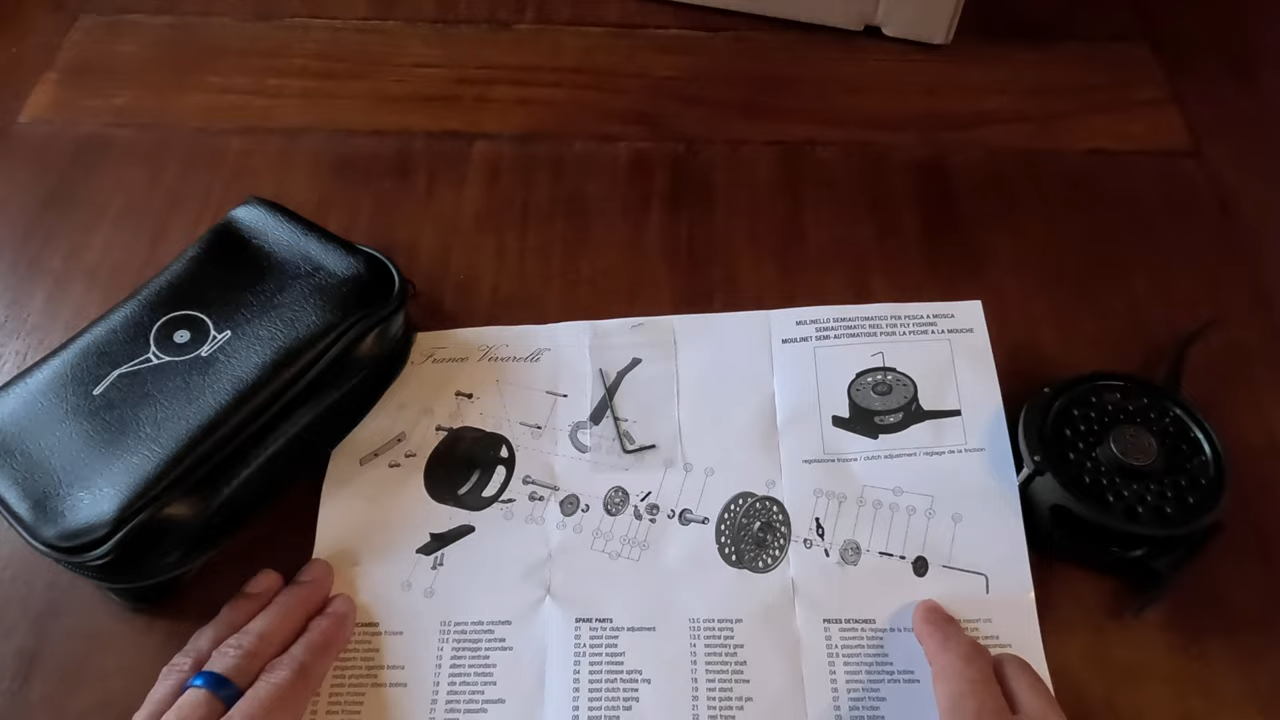 Franco Vivarelli
MULINELLO SEMIAUTOMATICO PER PESCA A MOSCA
SEMIAUTOMATIC REEL FOR FLY FISHING
MOULINET SEMI-AUTOMATIQUE POUR LA PECHE A LA MOUCHE
regolazione frizione / clutch adjustment / réglage de la friction
13.C perno molla cricchetto
13.D molla cricchetto
13.E ingranaggio centrale
14 ingranaggio secondario
15 albero centrale
16 albero secondario
17 piastrino filettato
18 vite attacco canna
19 attacco canna
20 perno rullino passafilo
21 rullino passafilo
SPARE PARTS
01 key for clutch adjustment
02 spool cover
02.A spool plate
02.B cover support
03 spool release
04 spool release spring
05 spool shaft flexible ring
06 spool clutch screw
07 spool clutch spring
08 spool clutch ball
09 spool frame
13.C crick spring pin
13.D crick spring
13.E central gear
14 secondary gear
15 central shaft
16 secondary shaft
17 threaded plate
18 reel stand screw
19 reel stand
20 line guide roll pin
21 line guide roll
22 reel frame
PIECES DETACHEES
01 clavette du réglage de la
02 couvercle bobine
02.A plaquette bobine
02.B support couvercle
03 décrochage bobine
04 ressort décrochage bobine
05 anneau ressort arbre bobine
06 grain friction
07 ressort friction
08 bille friction
09 corps bobine